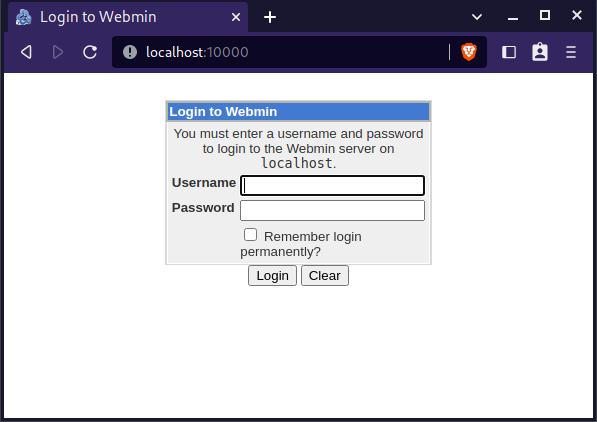 Login to Webmin
localhost:10000
Login to Webmin
You must enter a username and password
to login to the Webmin server on
localhost.
Username
Password
Remember login
permanently?
Login Clear